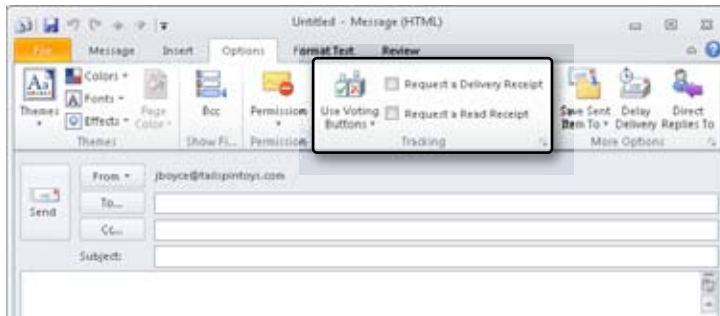 Untitled - Message (HTML)
File Message Insert Options Format Text Review
Colors
Fonts
Effects
Themes
Page Color
Bcc
Permission
Use Voting Buttons
Request a Delivery Receipt
Request a Read Receipt
Save Sent Item To
Delay Delivery
Direct Replies To
Themes Show Fi... Permission Tracking More Options
From jboyce@tailspintoys.com
Send
To...
Cc...
Subject: